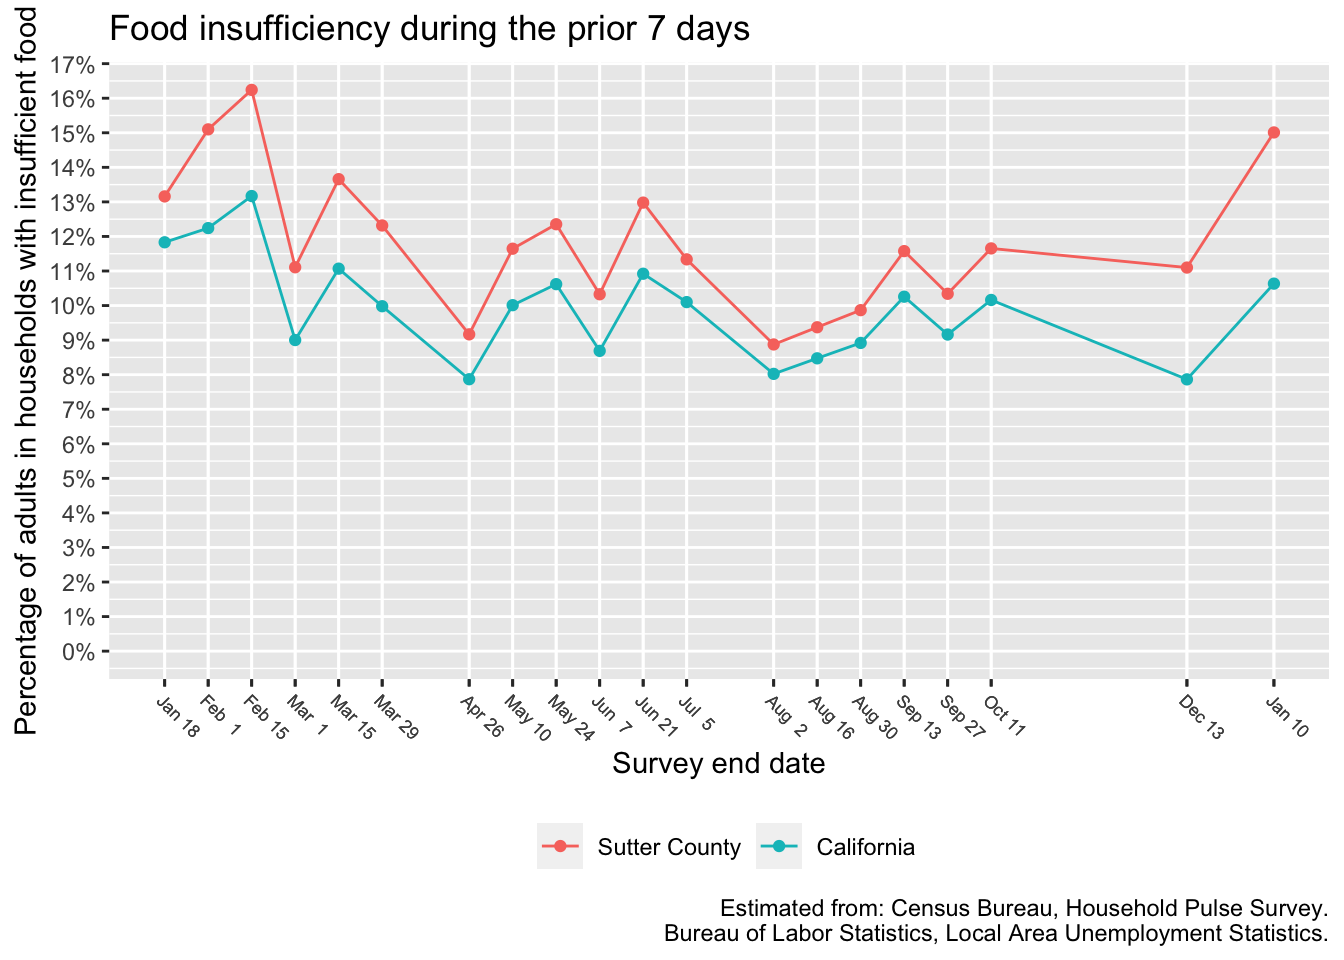 Food insufficiency during the prior 7 days
Percentage of adults in households with insufficient food
17%
16%
15%
14%
13%
12%
11%
10%
9%
8%
7%
6%
5%
4%
3%
2%
1%
0%
Jan 18
Feb 1
Feb 15
Mar 1
Mar 15
Mar 29
Apr 26
May 10
May 24
Jun 7
Jun 21
Jul 5
Aug 2
Aug 16
Aug 30
Sep 13
Sep 27
Oct 11
Dec 13
Jan 10
Survey end date
Sutter County
California
Estimated from: Census Bureau, Household Pulse Survey.
Bureau of Labor Statistics, Local Area Unemployment Statistics.